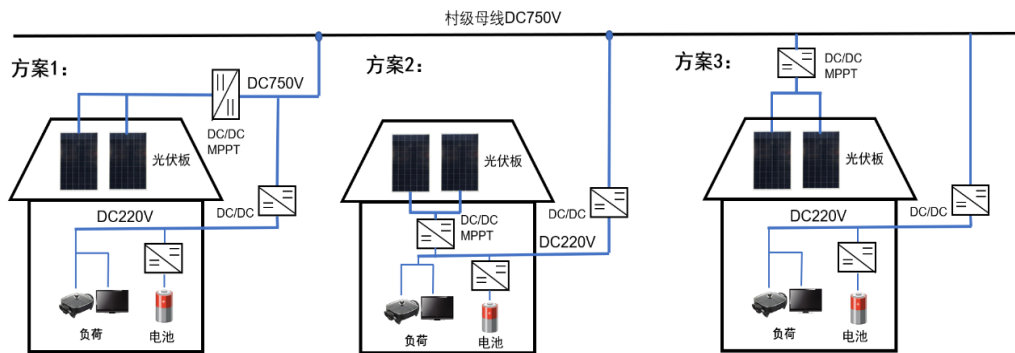 村级母线DC750V
方案1：
DC750V
DC/DC
MPPT
光伏板
DC/DC
DC220V
负荷
电池
方案2：
光伏板
DC/DC
MPPT
DC/DC
DC220V
负荷
电池
方案3：
DC/DC
MPPT
光伏板
DC/DC
DC220V
负荷
电池